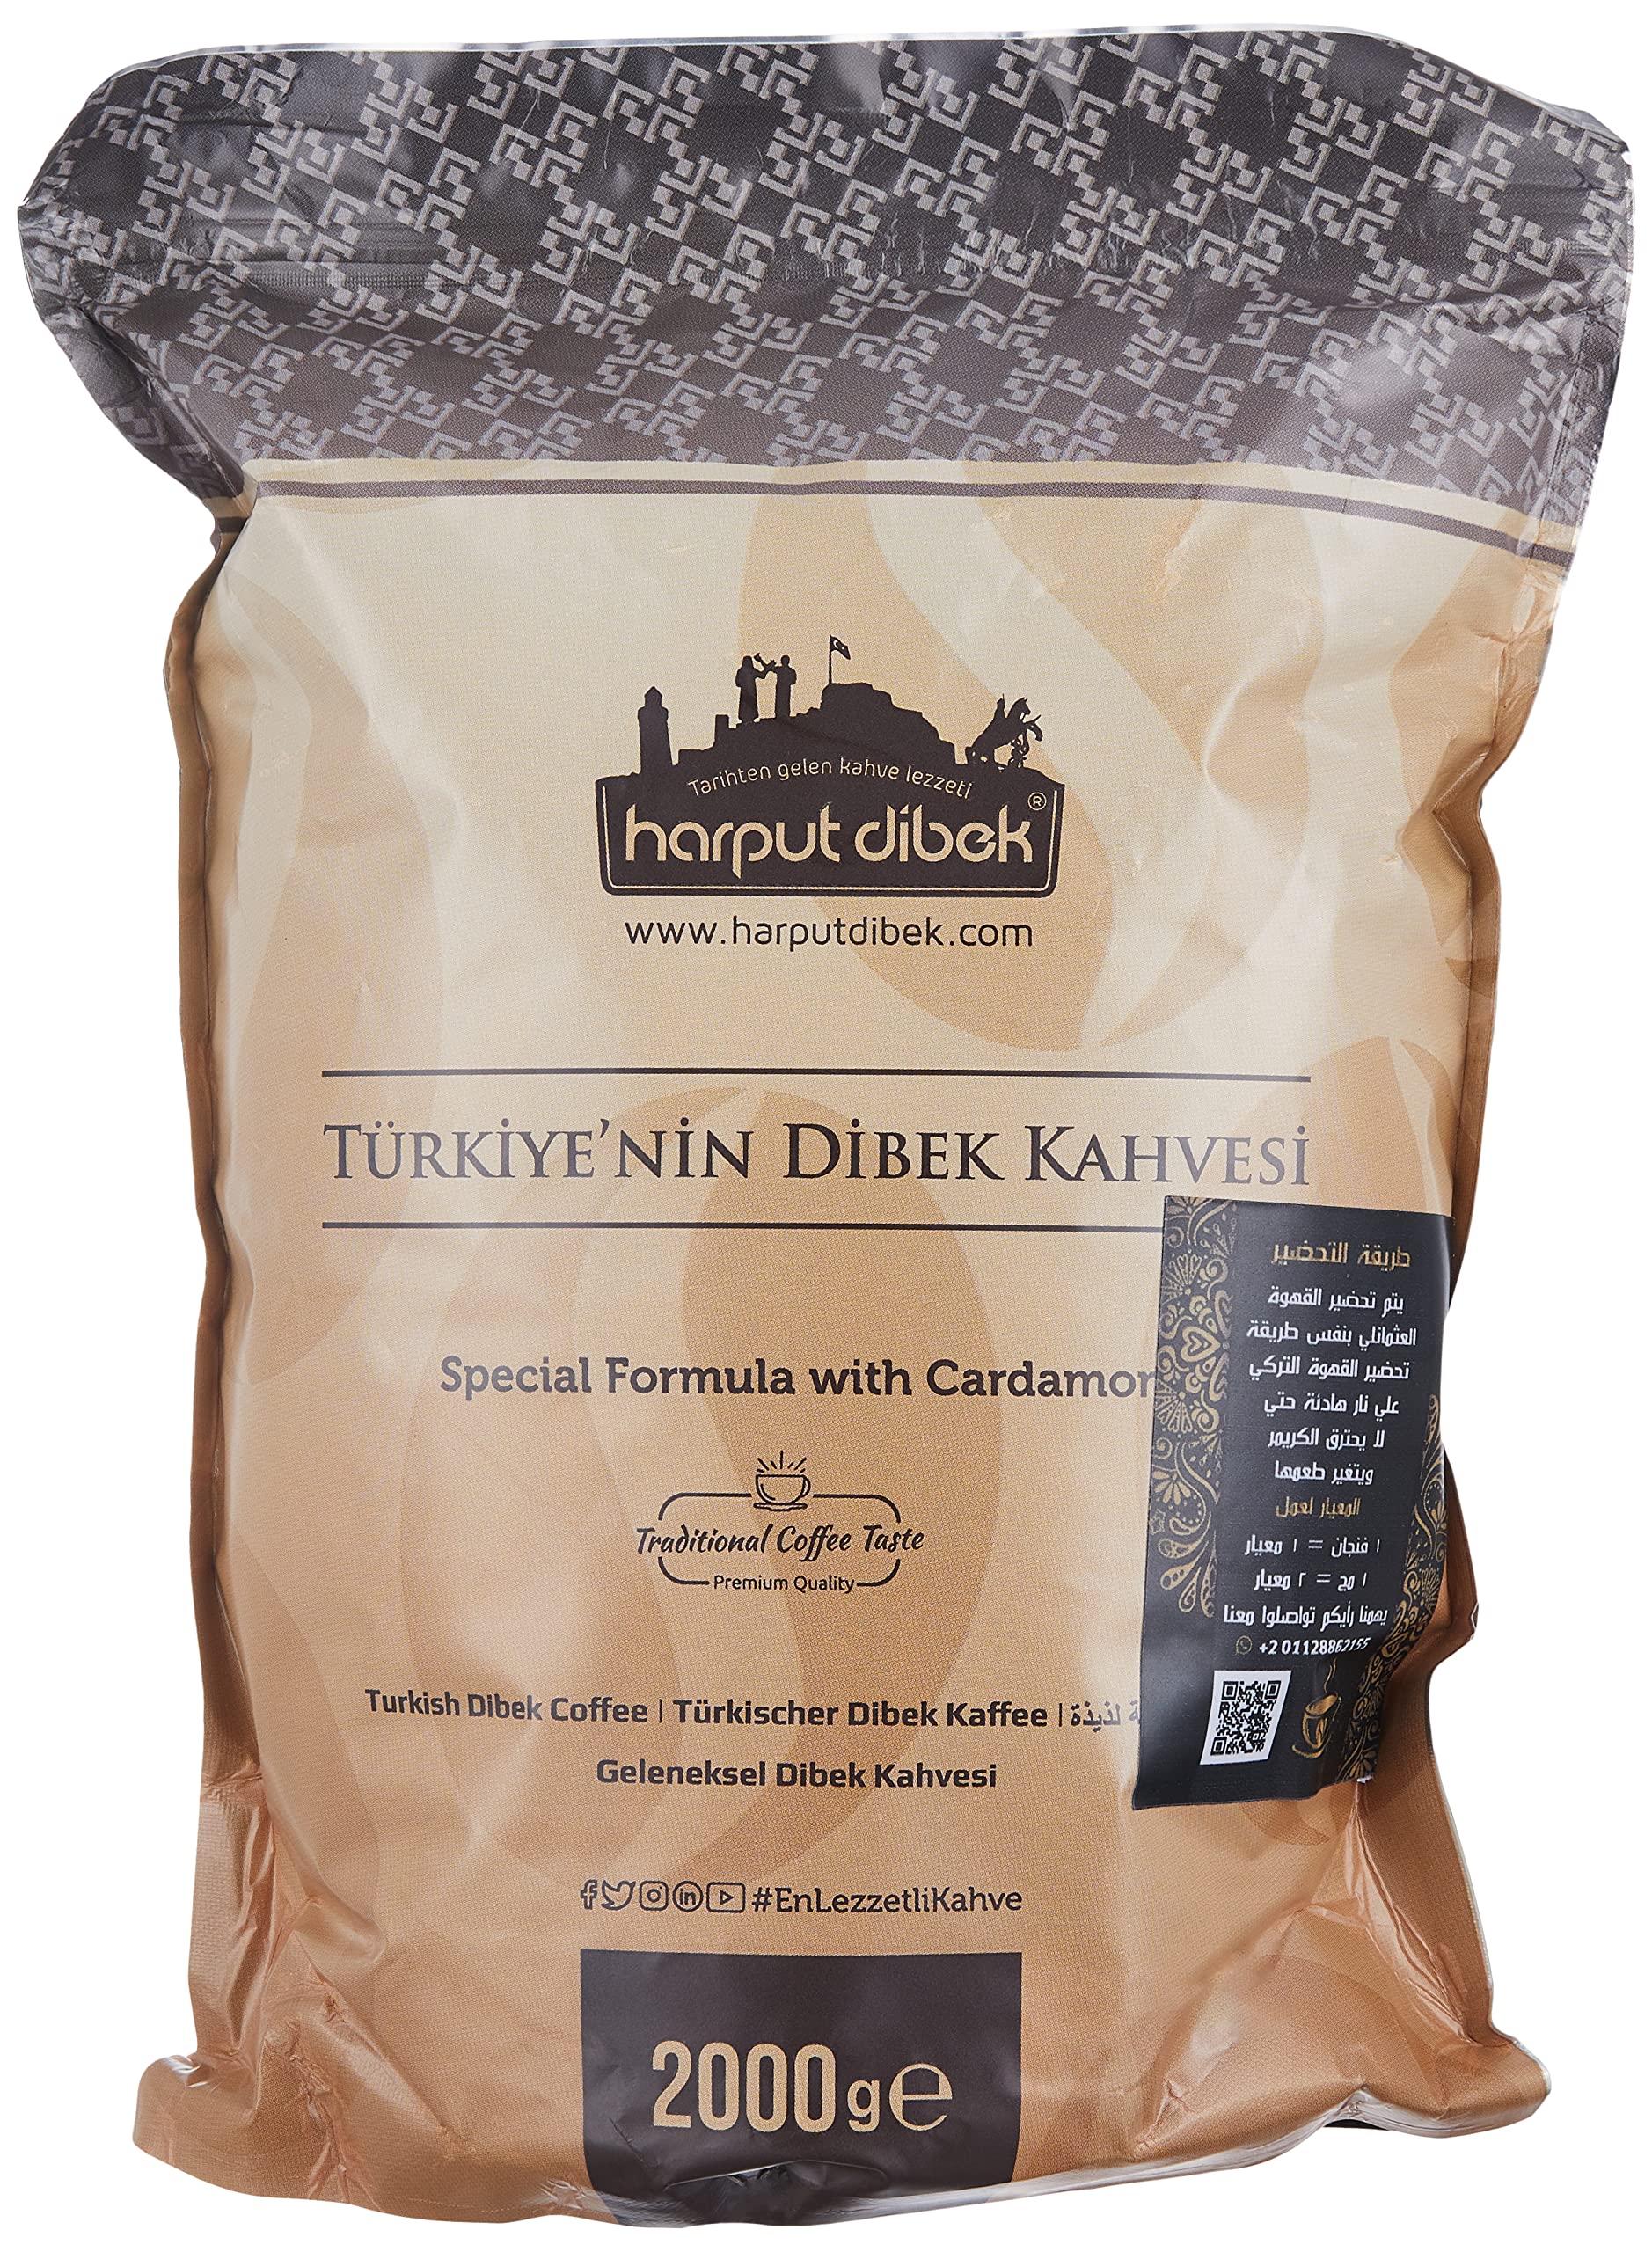 Tarihten gelen kahve lezzeti
harput dibek®
www.harputdibek.com
TÜRKİYE'NİN DİBEK KAHVESİ
Special Formula with Cardamom
Traditional Coffee Taste
Premium Quality
Turkish Dibek Coffee | Türkischer Dibek Kaffee | لذيذة
Geleneksel Dibek Kahvesi
#EnLezzetliKahve
2000g e
طريقة التحضير
يتم تحضير القهوة
العثمانلي بنفس طريقة
تحضير القهوة التركي
علي نار هادئة حتي
لا يحترق الكريمر
ويتغير طعمها
المعيار لعمل
١ فنجان = ١ معيار
١ مج = ٢ معيار
يهمنا رأيكم تواصلوا معنا
+2 01128862155